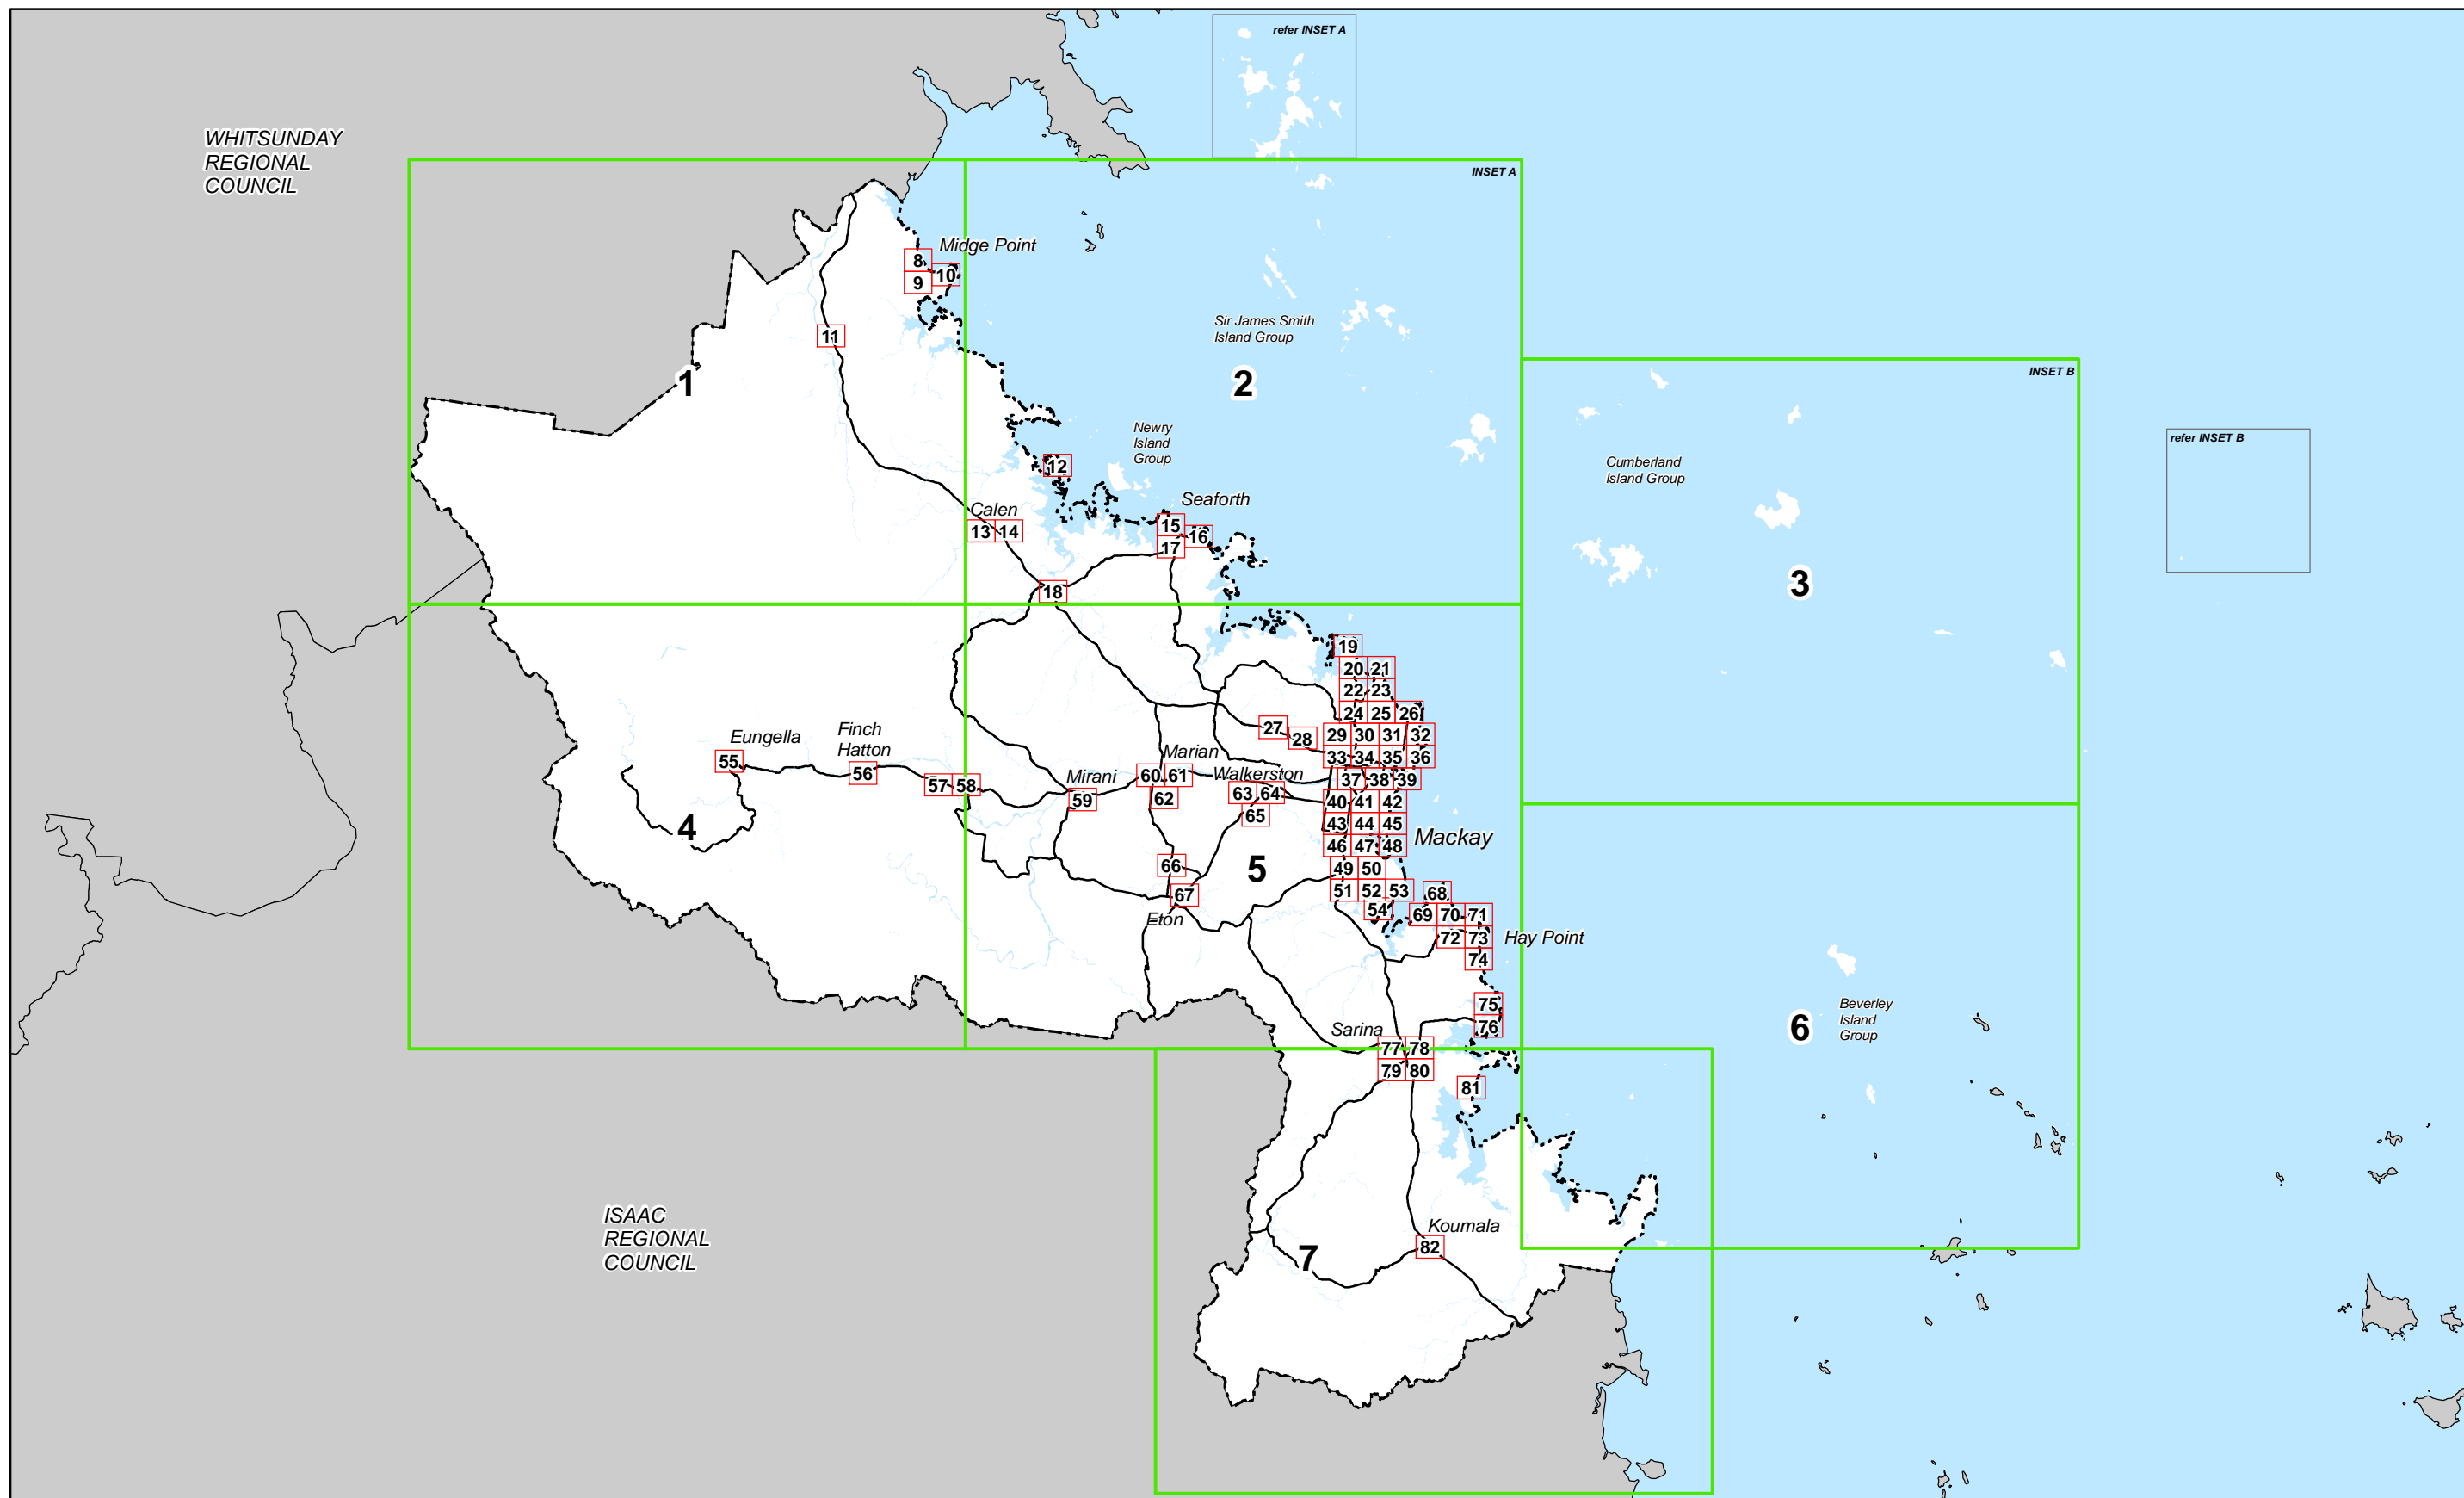 refer INSET A
WHITSUNDAY
REGIONAL
COUNCIL
INSET A
Midge Point
8
10
9
Sir James Smith
Island Group
11
1
2
INSET B
Newry
Island
Group
refer INSET B
Cumberland
Island Group
12
Seaforth
Calen
13 14
15
16
17
3
18
19
20 21
22 23
24 25 26
27
28
29 30 31 32
33 34 35 36
37 38 39
40 41 42
43 44 45
46 47 48
Mackay
49 50
51 52 53
54
Eungella
55
Finch
Hatton
56
57 58
Mirani
59
Marian
60 61
62
Walkerston
63 64
65
4
5
66
67
Eton
68
69 70 71
72 73
74
Hay Point
75
76
Beverley
Island
Group
6
Sarina
77 78
79 80
81
ISAAC
REGIONAL
COUNCIL
Koumala
82
7